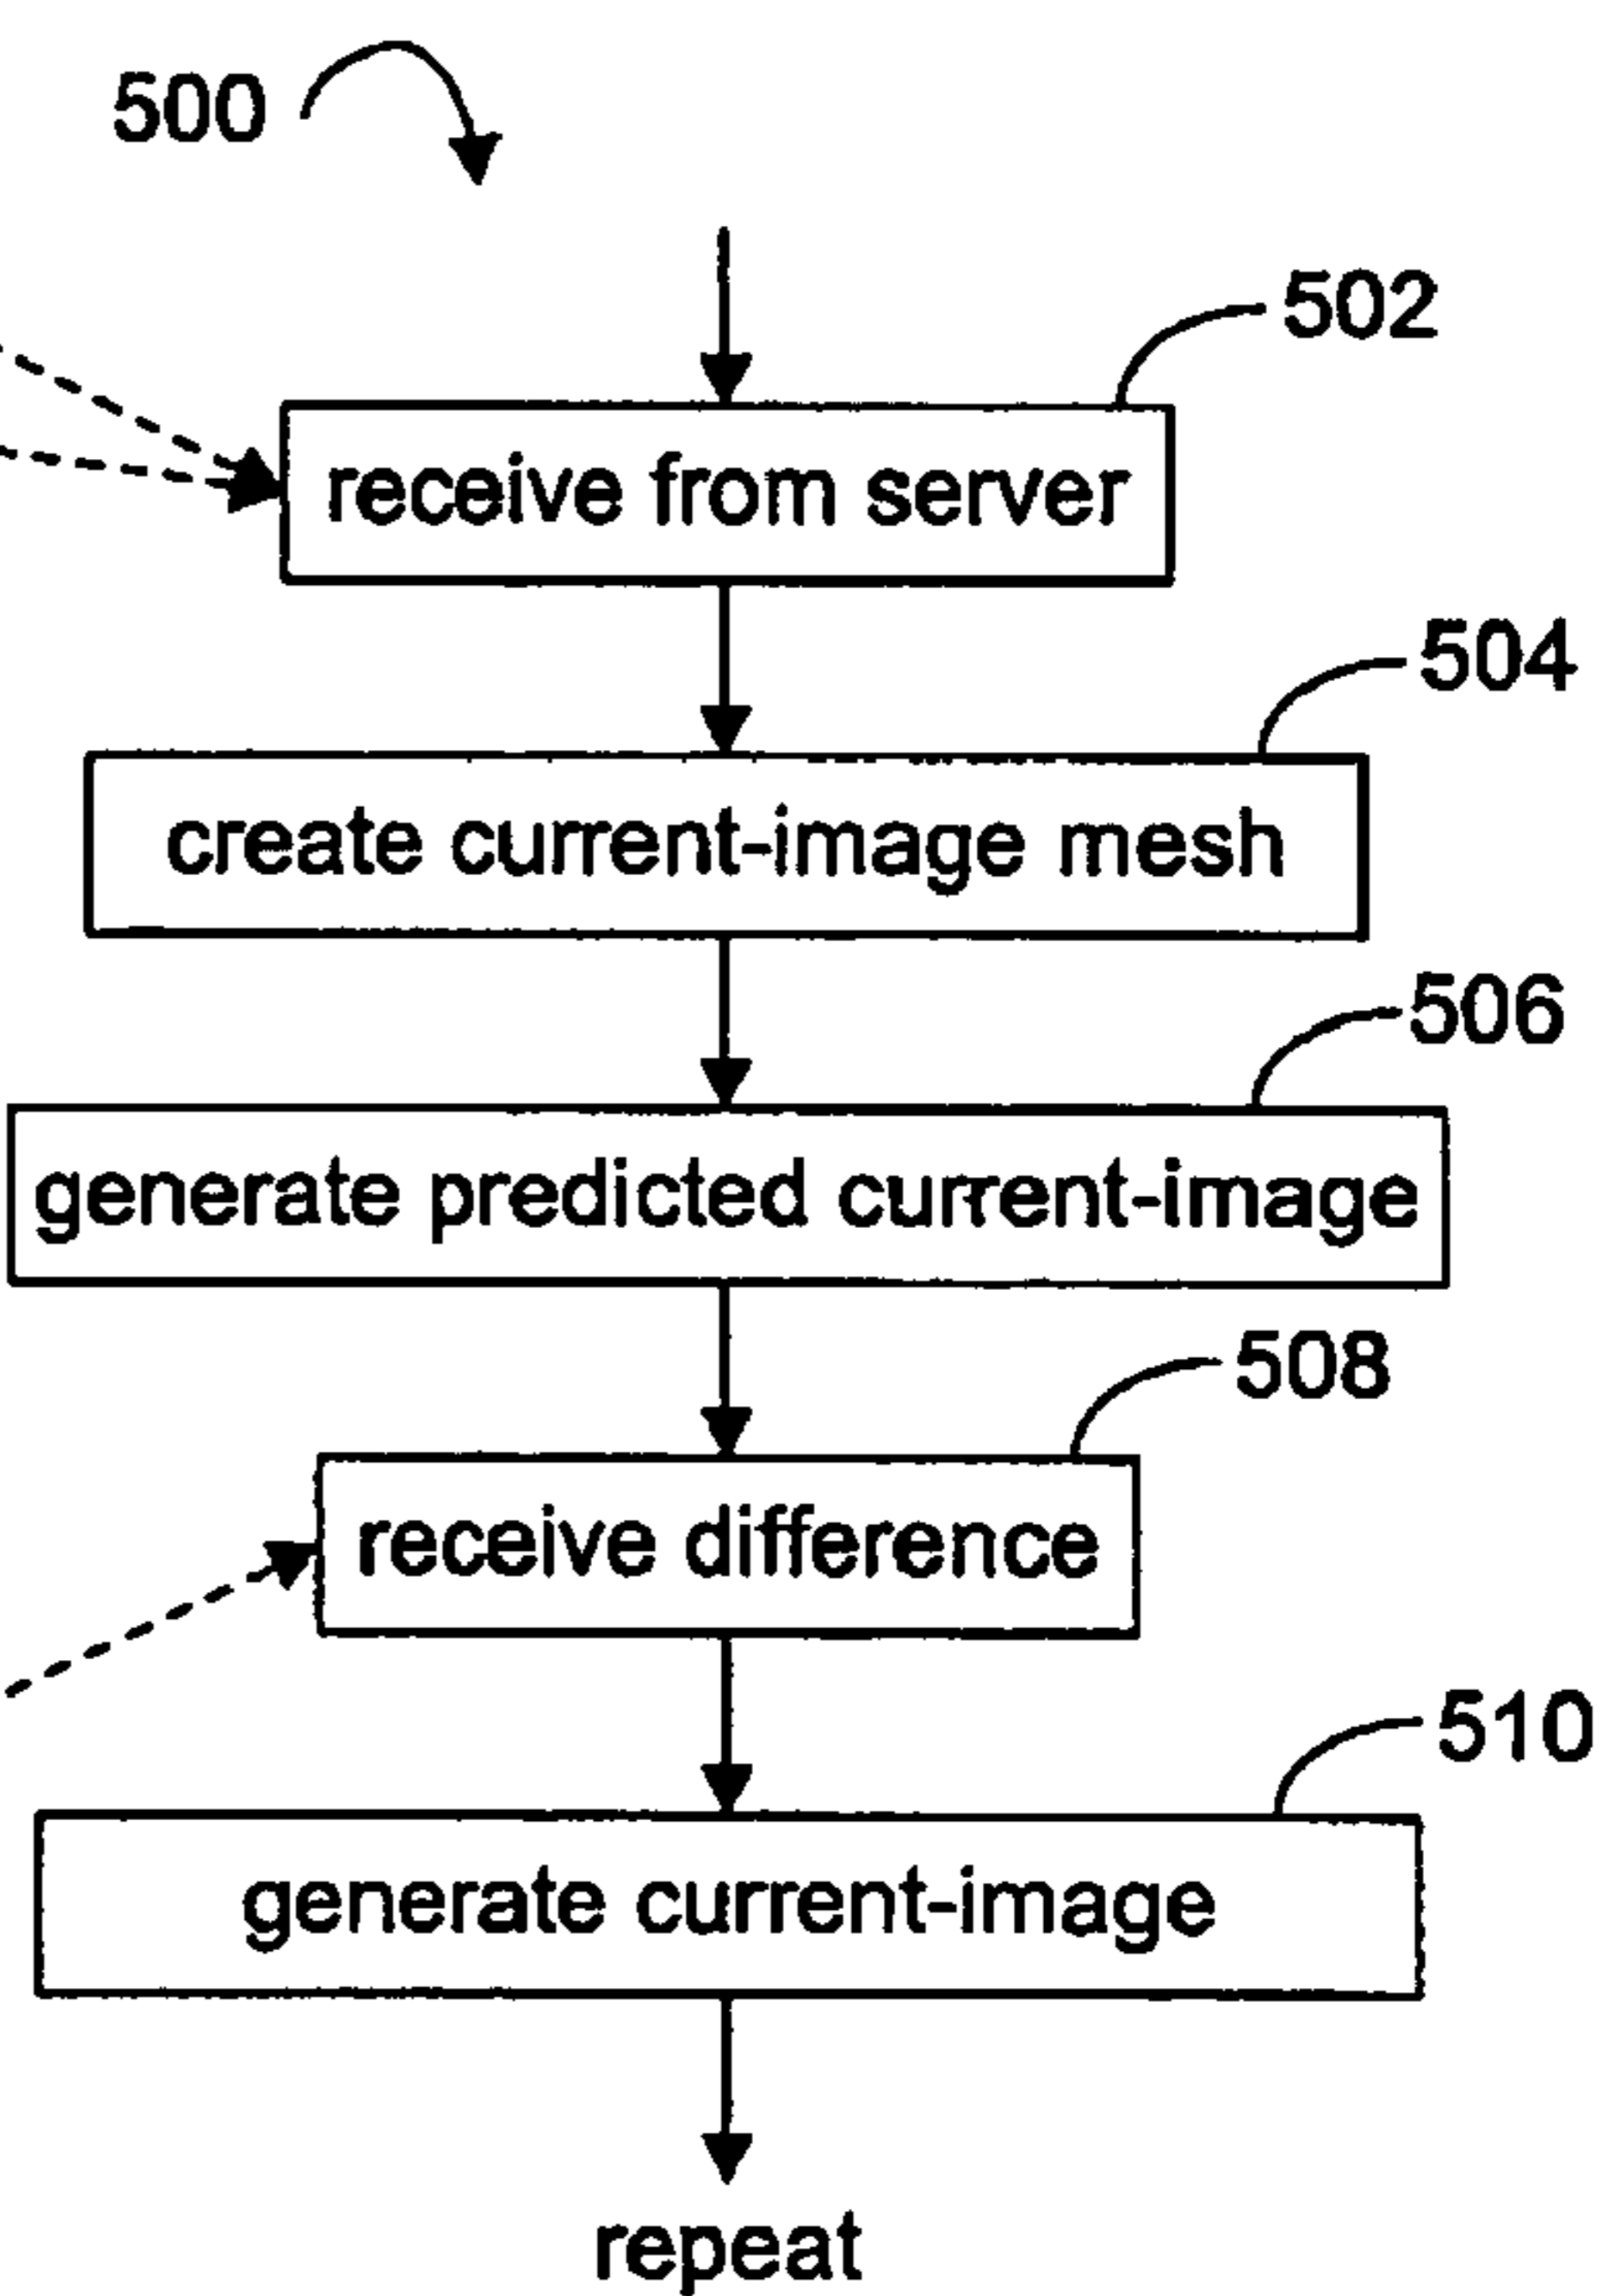 500
502
receive from server
504
create current-image mesh
506
generate predicted current-image
508
receive difference
510
generate current-image
repeat